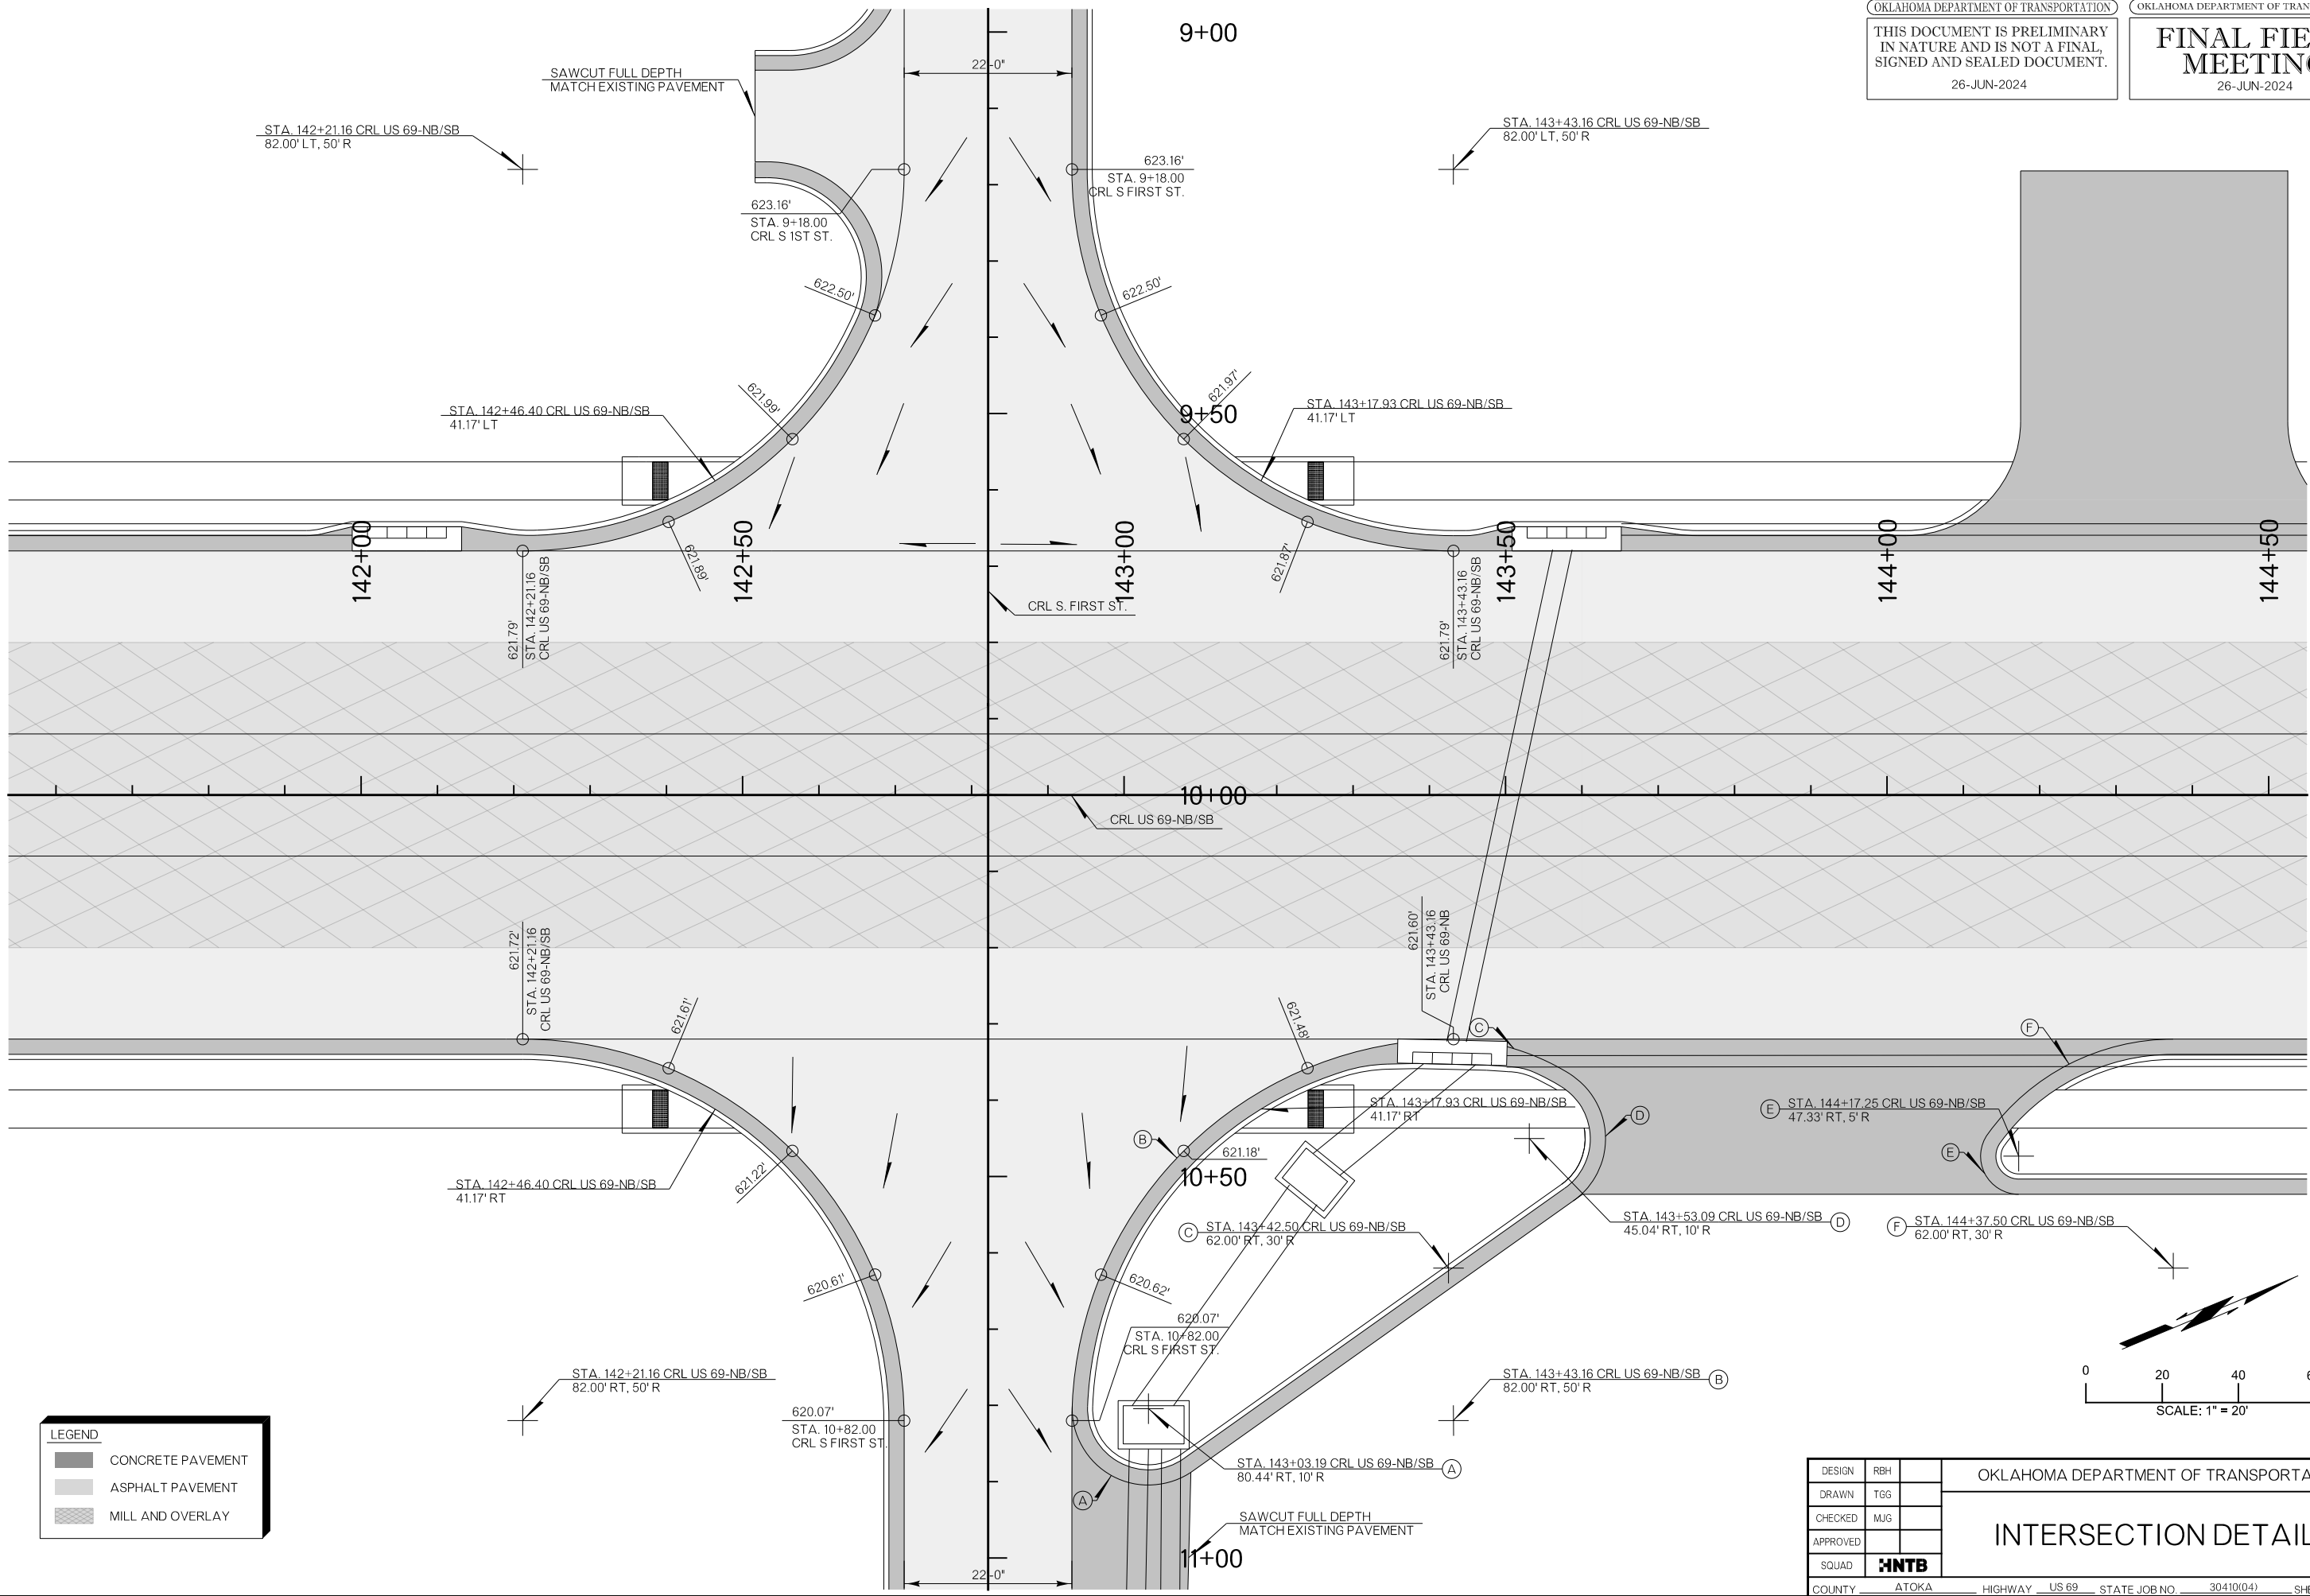 OKLAHOMA DEPARTMENT OF TRANSPORTATION
THIS DOCUMENT IS PRELIMINARY
IN NATURE AND IS NOT A FINAL,
SIGNED AND SEALED DOCUMENT.
26-JUN-2024
OKLAHOMA DEPARTMENT OF TRAN
FINAL FIE
MEETING
26-JUN-2024
9+00
22'-0"
SAWCUT FULL DEPTH
MATCH EXISTING PAVEMENT
STA. 142+21.16 CRL US 69-NB/SB
82.00' LT, 50' R
STA. 143+43.16 CRL US 69-NB/SB
82.00' LT, 50' R
623.16'
STA. 9+18.00
CRL S 1ST ST.
623.16'
STA. 9+18.00
CRL S FIRST ST.
622.50'
622.50'
621.99'
621.97'
9+50
STA. 142+46.40 CRL US 69-NB/SB
41.17' LT
STA. 143+17.93 CRL US 69-NB/SB
41.17' LT
142+00
142+50
143+00
143+50
144+00
144+50
621.89'
621.87'
621.79'
STA. 142+21.16
CRL US 69-NB/SB
621.79'
STA. 143+43.16
CRL US 69-NB/SB
CRL S. FIRST ST.
10+00
CRL US 69-NB/SB
621.72'
STA. 142+21.16
CRL US 69-NB/SB
621.60'
STA. 143+43.16
CRL US 69-NB
621.61'
621.48'
C
F
D
STA. 143+17.93 CRL US 69-NB/SB
41.17' RT
E STA. 144+17.25 CRL US 69-NB/SB
47.33' RT, 5' R
B
621.18'
E
10+50
STA. 142+46.40 CRL US 69-NB/SB
41.17' RT
621.22'
C STA. 143+42.50 CRL US 69-NB/SB
62.00' RT, 30' R
STA. 143+53.09 CRL US 69-NB/SB D
45.04' RT, 10' R
F STA. 144+37.50 CRL US 69-NB/SB
62.00' RT, 30' R
620.61'
620.62'
620.07'
STA. 10+82.00
CRL S FIRST ST.
STA. 142+21.16 CRL US 69-NB/SB
82.00' RT, 50' R
STA. 143+43.16 CRL US 69-NB/SB B
82.00' RT, 50' R
0 20 40 6
SCALE: 1" = 20'
620.07'
STA. 10+82.00
CRL S FIRST ST.
STA. 143+03.19 CRL US 69-NB/SB A
80.44' RT, 10' R
A
SAWCUT FULL DEPTH
MATCH EXISTING PAVEMENT
11+00
22'-0"
LEGEND
CONCRETE PAVEMENT
ASPHALT PAVEMENT
MILL AND OVERLAY
DESIGN RBH
DRAWN TGG
CHECKED MJG
APPROVED
SQUAD HNTB
OKLAHOMA DEPARTMENT OF TRANSPORTA
INTERSECTION DETAIL
COUNTY ATOKA HIGHWAY US 69 STATE JOB NO. 30410(04) SHE